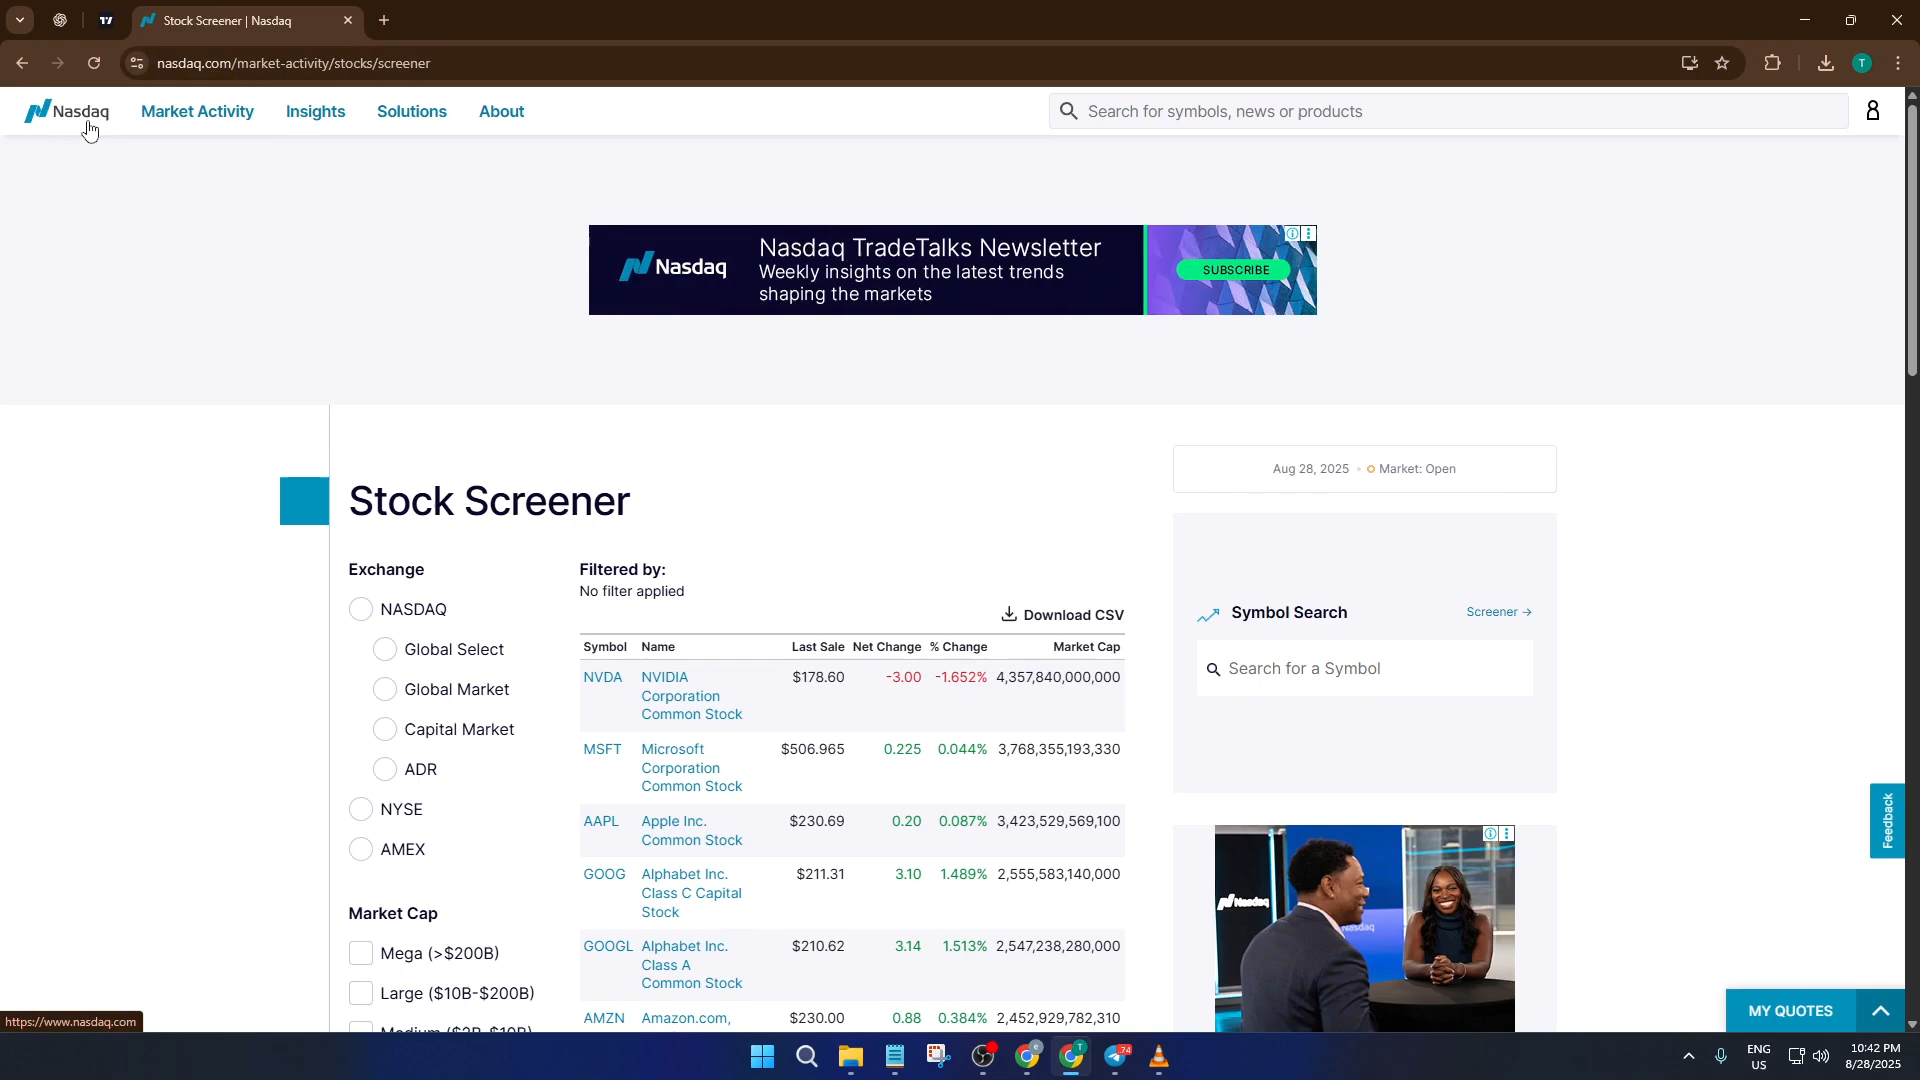 Stock Screener | Nasdaq
nasdaq.com/market-activity/stocks/screener
T
Nasdaq
Market Activity
Insights
Solutions
About
Search for symbols, news or products
Nasdaq
Nasdaq TradeTalks Newsletter
Weekly insights on the latest trends
shaping the markets
SUBSCRIBE
Stock Screener
Aug 28, 2025 • Market: Open
Exchange
NASDAQ
Global Select
Global Market
Capital Market
ADR
NYSE
AMEX
Market Cap
Mega (>$200B)
Large ($10B-$200B)
Medium ($2B-$10B)
Filtered by:
No filter applied
Download CSV
Symbol Name Last Sale Net Change % Change Market Cap
NVDA NVIDIA $178.60 -3.00 -1.652% 4,357,840,000,000
Corporation
Common Stock
MSFT Microsoft $506.965 0.225 0.044% 3,768,355,193,330
Corporation
Common Stock
AAPL Apple Inc. $230.69 0.20 0.087% 3,423,529,569,100
Common Stock
GOOG Alphabet Inc. $211.31 3.10 1.489% 2,555,583,140,000
Class C Capital
Stock
GOOGL Alphabet Inc. $210.62 3.14 1.513% 2,547,238,280,000
Class A
Common Stock
AMZN Amazon.com, $230.00 0.88 0.384% 2,452,929,782,310
Symbol Search
Screener →
Search for a Symbol
Nasdaq
Nasdaq
Feedback
MY QUOTES
https://www.nasdaq.com
e
T
74
ENG
US
10:42 PM
8/28/2025